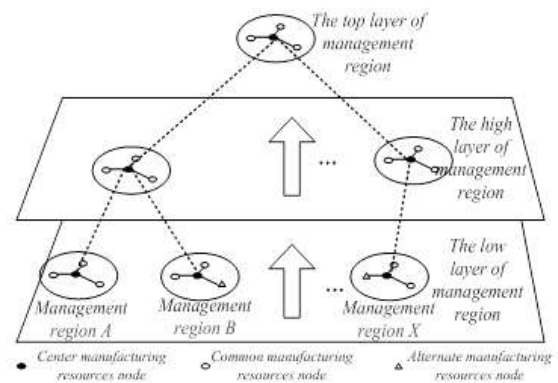 The top layer of
management
region
The high
layer of
management
region
...
The low
layer of
management
region
...
Management
region A
Management
region B
Management
region X
Center manufacturing
resources node
Common manufacturing
resources node
Alternate manufacturing
resources node